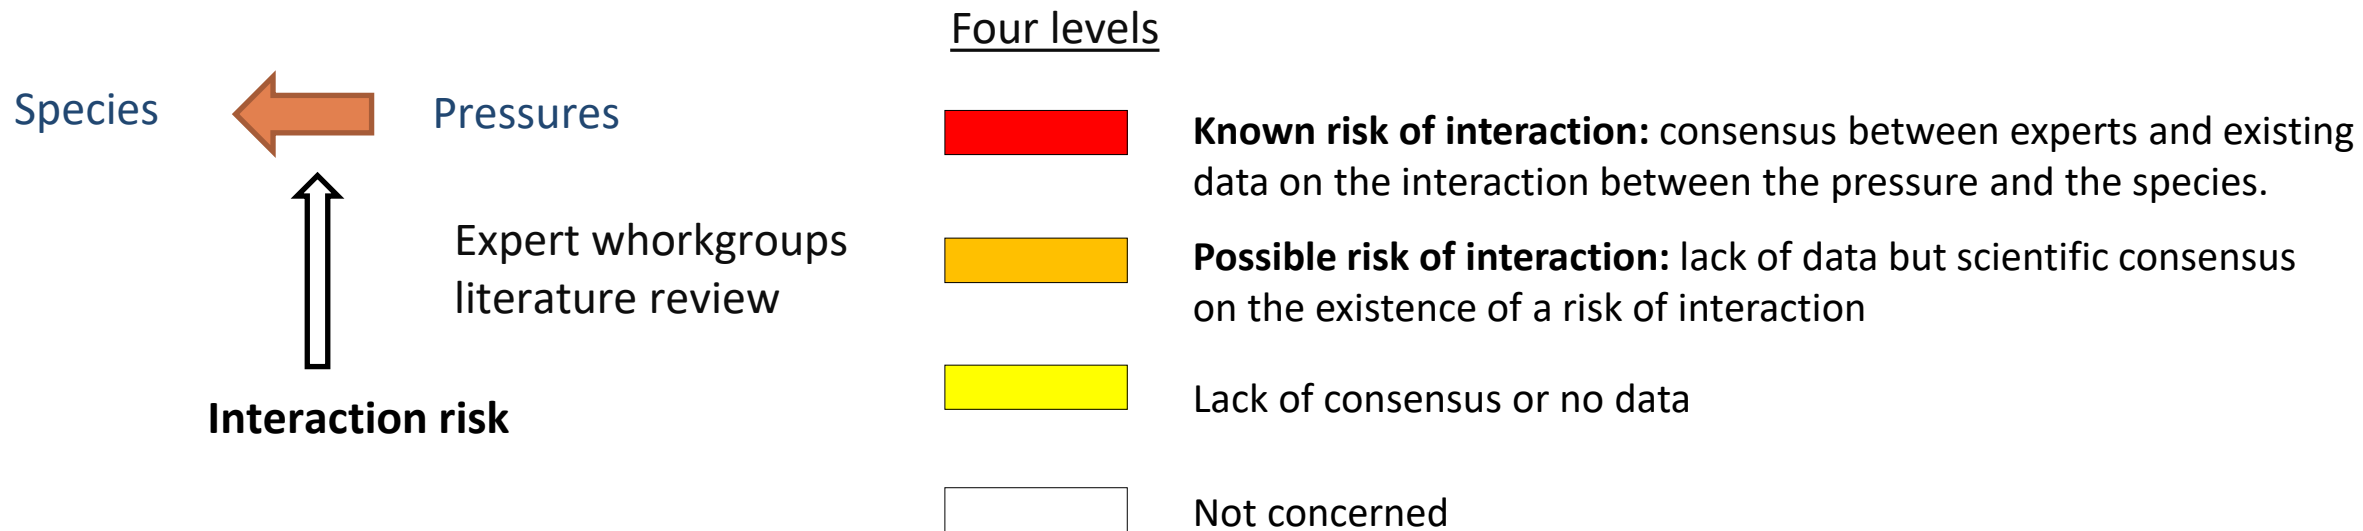 Species
Pressures
Expert whorkgroups
literature review
Interaction risk
Four levels
Known risk of interaction: consensus between experts and existing
data on the interaction between the pressure and the species.
Possible risk of interaction: lack of data but scientific consensus
on the existence of a risk of interaction
Lack of consensus or no data
Not concerned